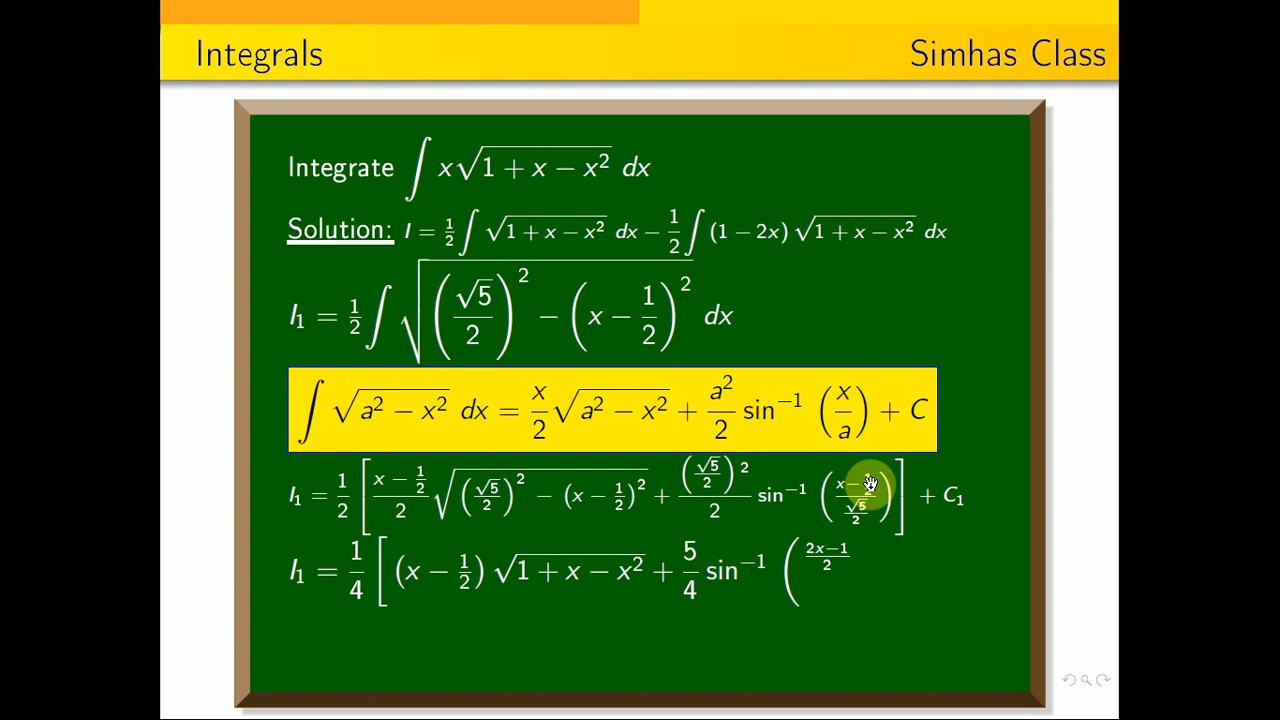 Integrals Simhas Class
Integrate ∫ x√(1 + x − x²) dx
Solution: I = 1/2 ∫ √(1 + x − x²) dx − 1/2 ∫ (1 − 2x) √(1 + x − x²) dx
I₁ = 1/2 ∫ √((√5/2)² − (x − 1/2)²) dx
∫ √(a² − x²) dx = x/2 √(a² − x²) + a²/2 sin⁻¹ (x/a) + C
I₁ = 1/2 [ (x − 1/2)/2 √((√5/2)² − (x − 1/2)²) + (√5/2)²/2 sin⁻¹ ((x − 1/2)/(√5/2)) ] + C₁
I₁ = 1/4 [ (x − 1/2) √(1 + x − x²) + 5/4 sin⁻¹ ( (2x−1)/2